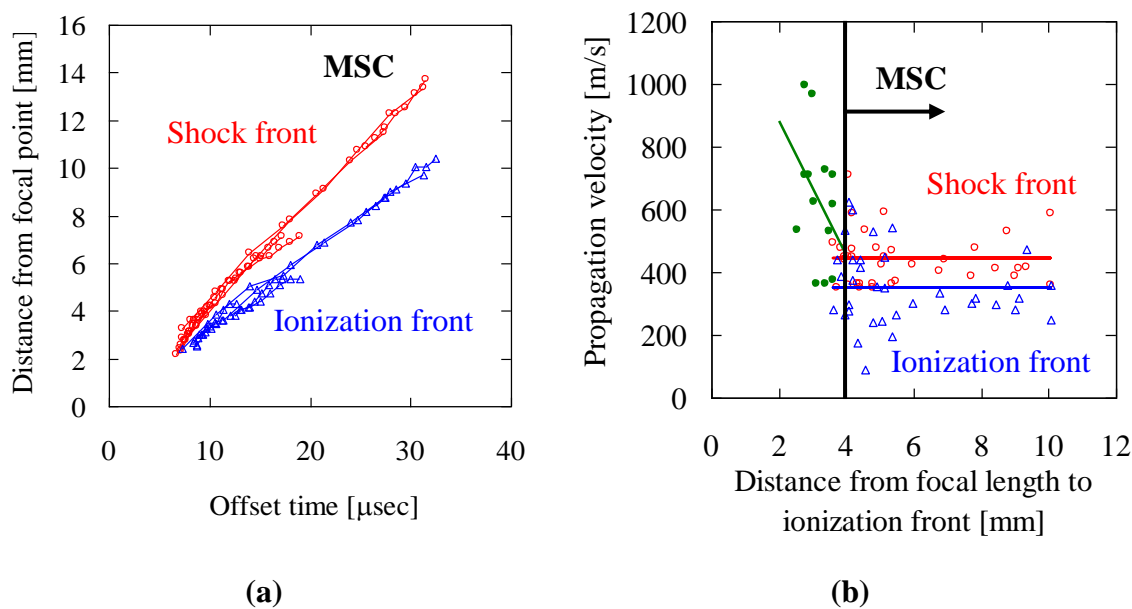 16
14
12
10
8
6
4
2
0
Distance from focal point [mm]
MSC
Shock front
Ionization front
0 10 20 30 40
Offset time [μsec]
(a)
1200
1000
800
600
400
200
0
Propagation velocity [m/s]
MSC
Shock front
Ionization front
0 2 4 6 8 10 12
Distance from focal length to
ionization front [mm]
(b)